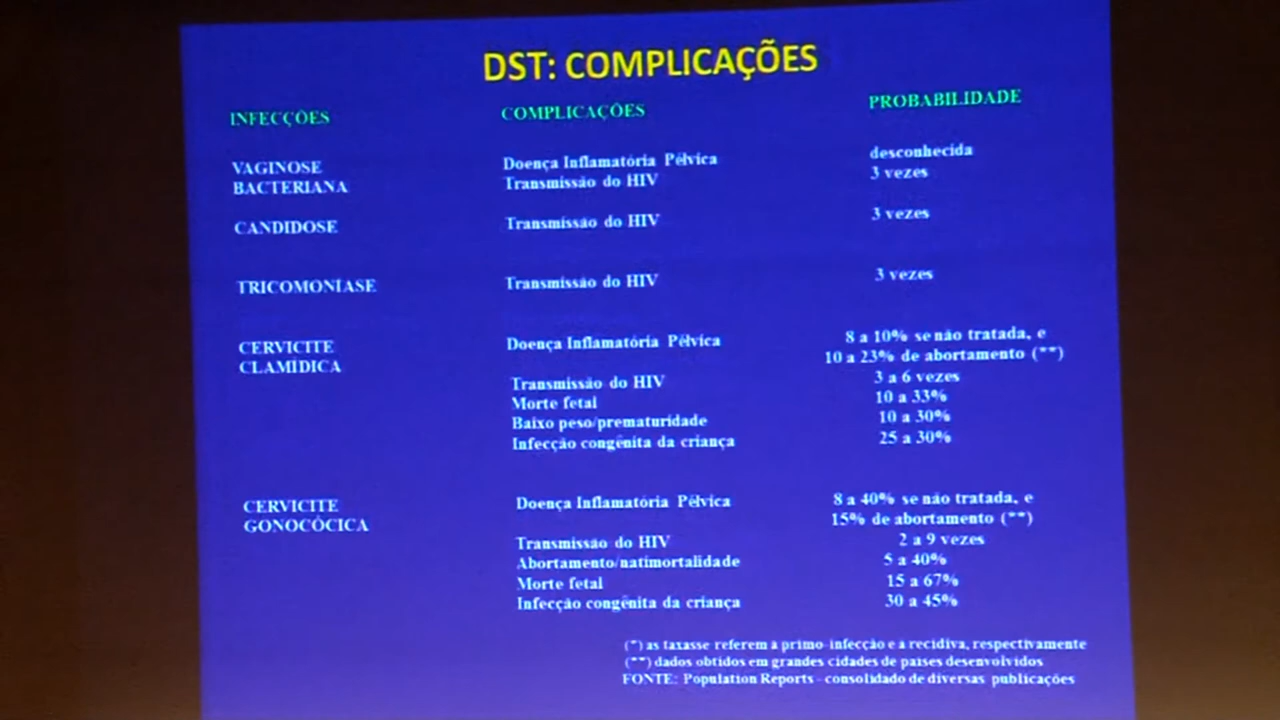 DST: COMPLICAÇÕES
INFECÇÕES COMPLICAÇÕES PROBABILIDADE
VAGINOSE Doença Inflamatória Pélvica desconhecida
BACTERIANA Transmissão do HIV 3 vezes
CANDIDOSE Transmissão do HIV 3 vezes
TRICOMONÍASE Transmissão do HIV 3 vezes
CERVICITE Doença Inflamatória Pélvica 8 a 10% se não tratada, e
CLAMÍDICA 10 a 23% de abortamento (**)
Transmissão do HIV 3 a 6 vezes
Morte fetal 10 a 33%
Baixo peso/prematuridade 10 a 30%
Infecção congênita da criança 25 a 30%
CERVICITE Doença Inflamatória Pélvica 8 a 40% se não tratada, e
GONOCÓCICA 15% de abortamento (**)
Transmissão do HIV 2 a 9 vezes
Abortamento/natimortalidade 5 a 40%
Morte fetal 15 a 67%
Infecção congênita da criança 30 a 45%
(*) as taxasse referem a primo-infecção e a recidiva, respectivamente
(**) dados obtidos em grandes cidades de países desenvolvidos
FONTE: Population Reports - consolidado de diversas publicações